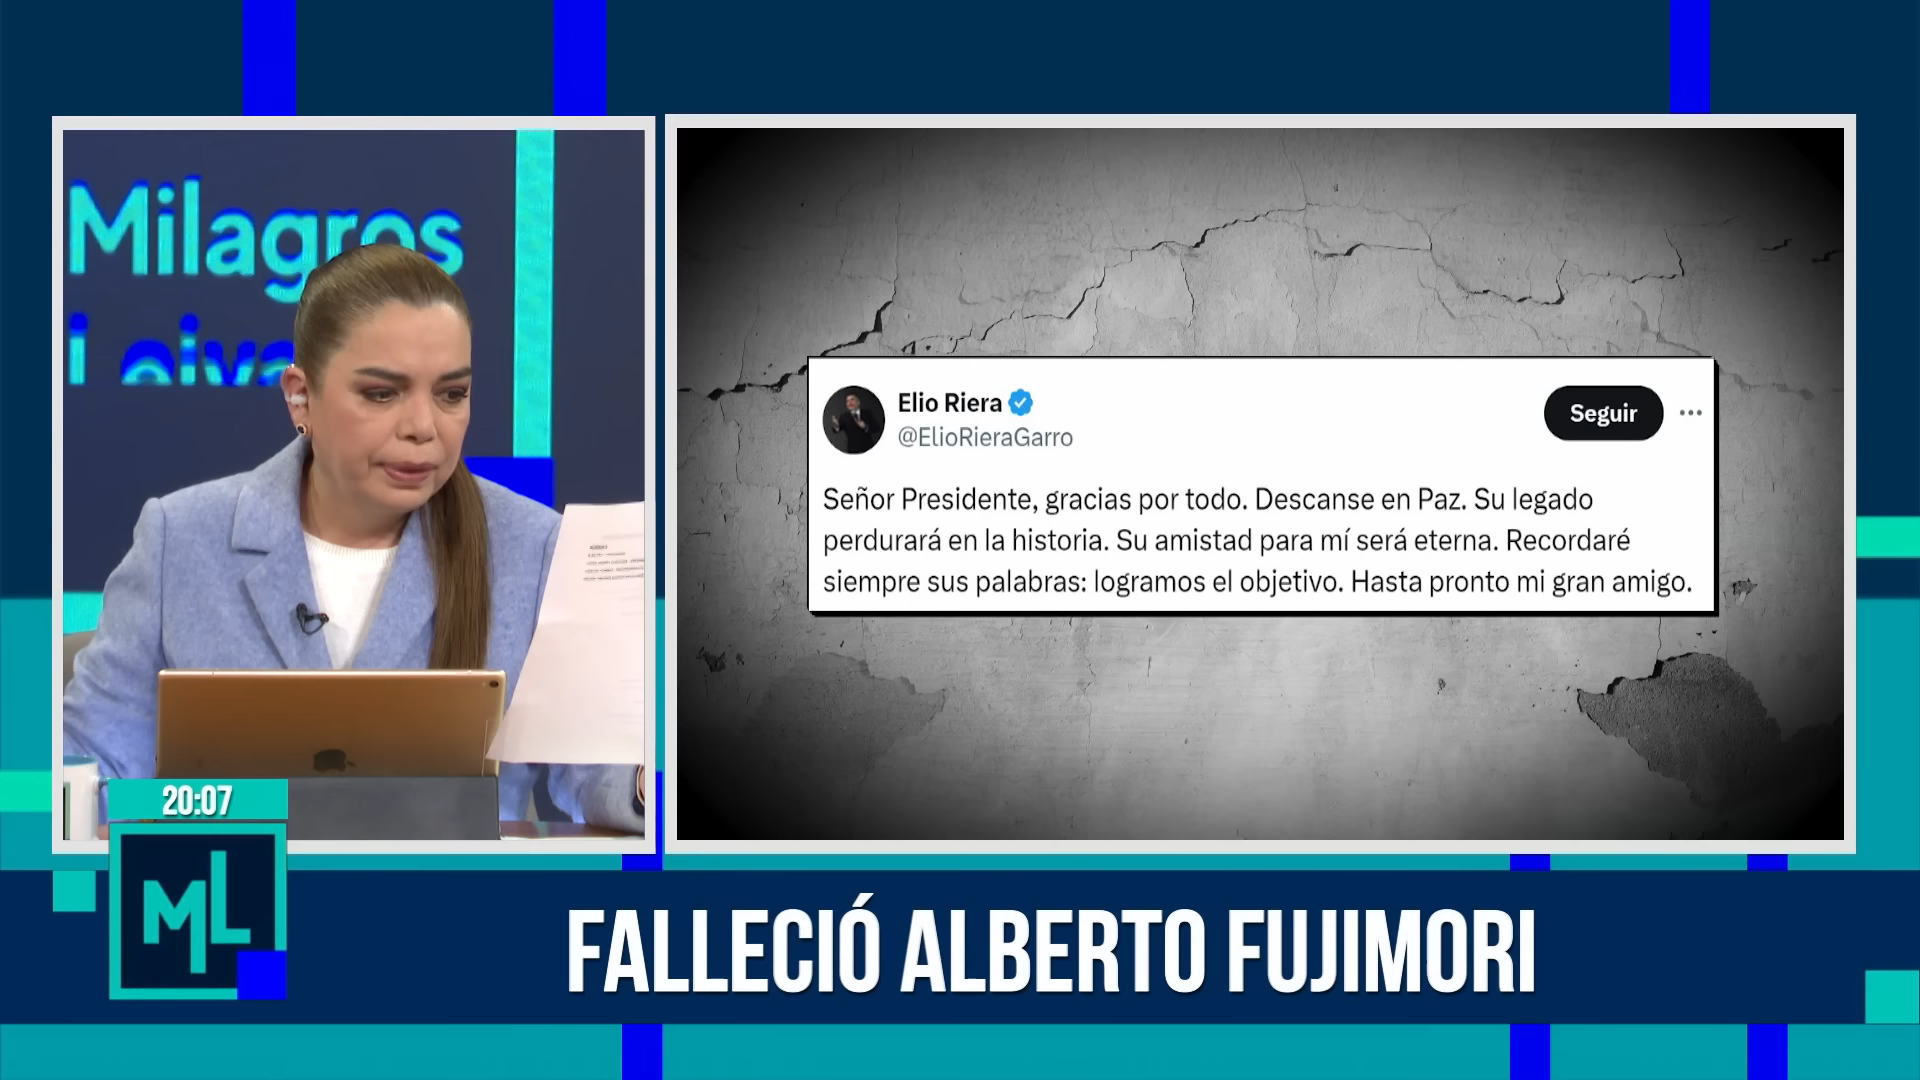 Milagros
Elio Riera
@ElioRieraGarro
Seguir
Señor Presidente, gracias por todo. Descanse en Paz. Su legado
perdurará en la historia. Su amistad para mí será eterna. Recordaré
siempre sus palabras: logramos el objetivo. Hasta pronto mi gran amigo.
20:07
ML
FALLECIÓ ALBERTO FUJIMORI